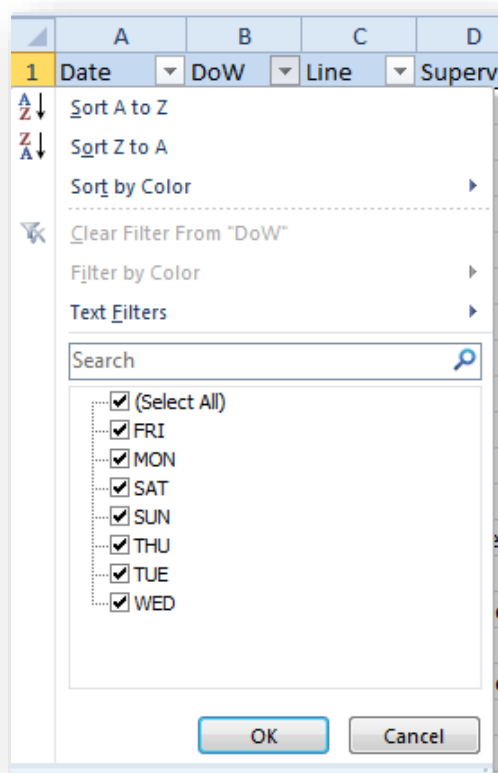 A B C D
1 Date DoW Line Superv
Sort A to Z
Sort Z to A
Sort by Color
Clear Filter From "DoW"
Filter by Color
Text Filters
Search
(Select All)
FRI
MON
SAT
SUN
THU
TUE
WED
OK Cancel